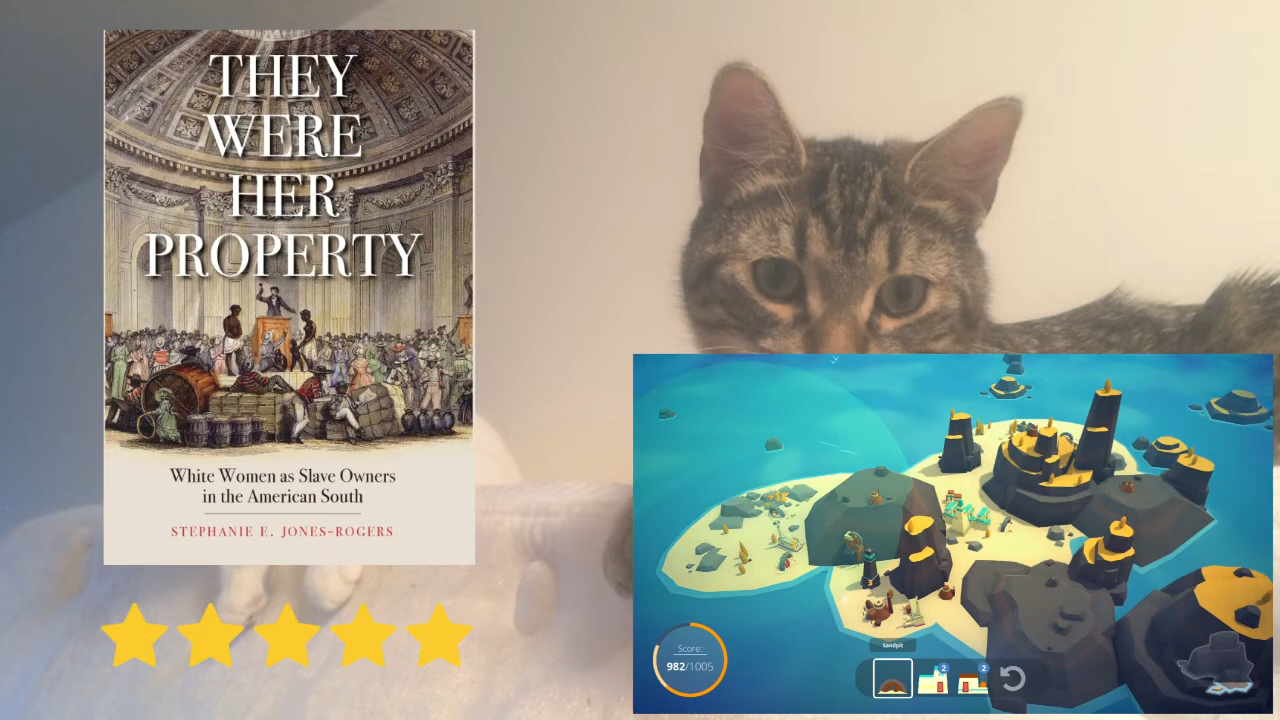 THEY
WERE
HER
PROPERTY
White Women as Slave Owners
in the American South
STEPHANIE E. JONES-ROGERS
Score:
982/1005
Sandpit
2
2